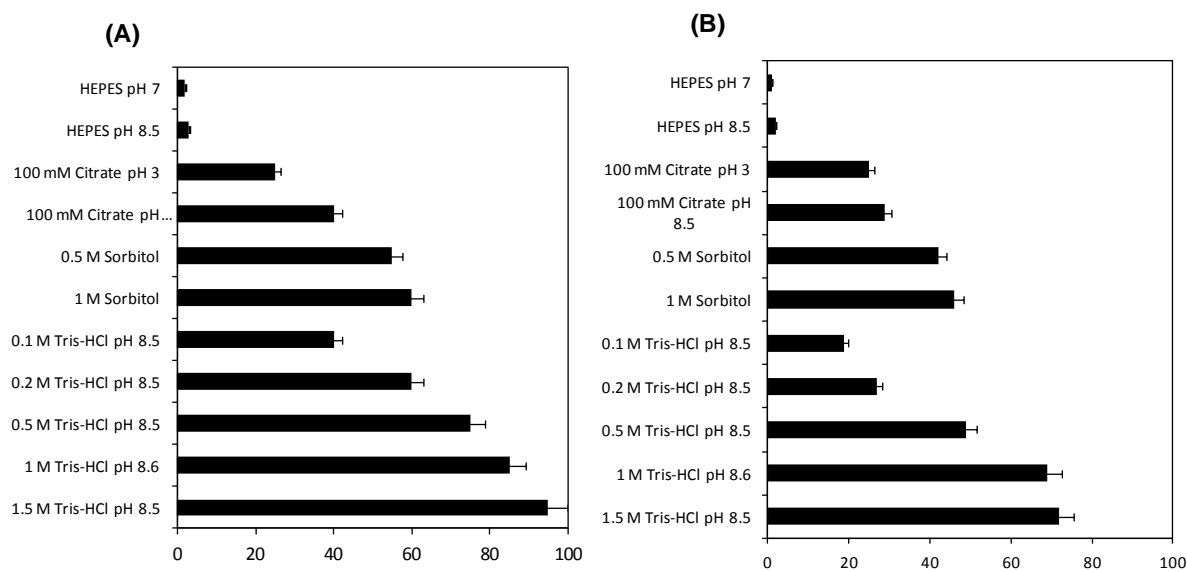 (A)
HEPES pH 7
HEPES pH 8.5
100 mM Citrate pH 3
100 mM Citrate pH ...
0.5 M Sorbitol
1 M Sorbitol
0.1 M Tris-HCl pH 8.5
0.2 M Tris-HCl pH 8.5
0.5 M Tris-HCl pH 8.5
1 M Tris-HCl pH 8.6
1.5 M Tris-HCl pH 8.5
0 20 40 60 80 100
(B)
HEPES pH 7
HEPES pH 8.5
100 mM Citrate pH 3
100 mM Citrate pH
8.5
0.5 M Sorbitol
1 M Sorbitol
0.1 M Tris-HCl pH 8.5
0.2 M Tris-HCl pH 8.5
0.5 M Tris-HCl pH 8.5
1 M Tris-HCl pH 8.6
1.5 M Tris-HCl pH 8.5
0 20 40 60 80 100